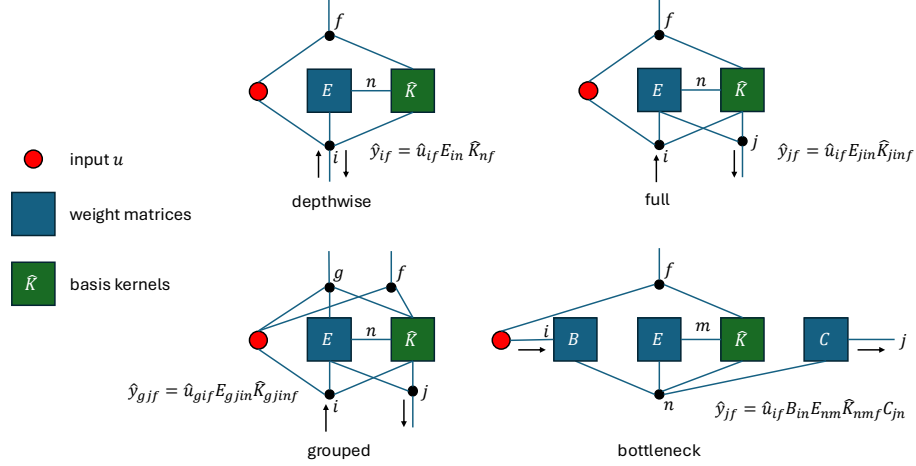 f
n
E
K̂
i
ŷ_if = û_if E_in K̂_nf
depthwise
f
n
E
K̂
i
j
ŷ_jf = û_if E_jin K̂_jinf
full
input u
weight matrices
K̂
basis kernels
g
f
n
E
K̂
i
j
ŷ_gjf = û_gif E_gjin K̂_gjinf
grouped
f
i
B
E
m
K̂
C
j
n
ŷ_jf = û_if B_in E_nm K̂_nmf C_jn
bottleneck